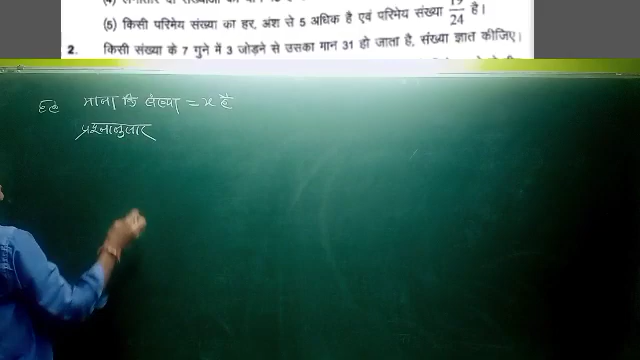 (5) किसी परिमेय संख्या का हर, अंश से 5 अधिक है एवं परिमेय संख्या 19/24 है।
2. किसी संख्या के 7 गुने में 3 जोड़ने से उसका मान 31 हो जाता है, संख्या ज्ञात कीजिए।
हल माना कि संख्या = x है
प्रश्नानुसार